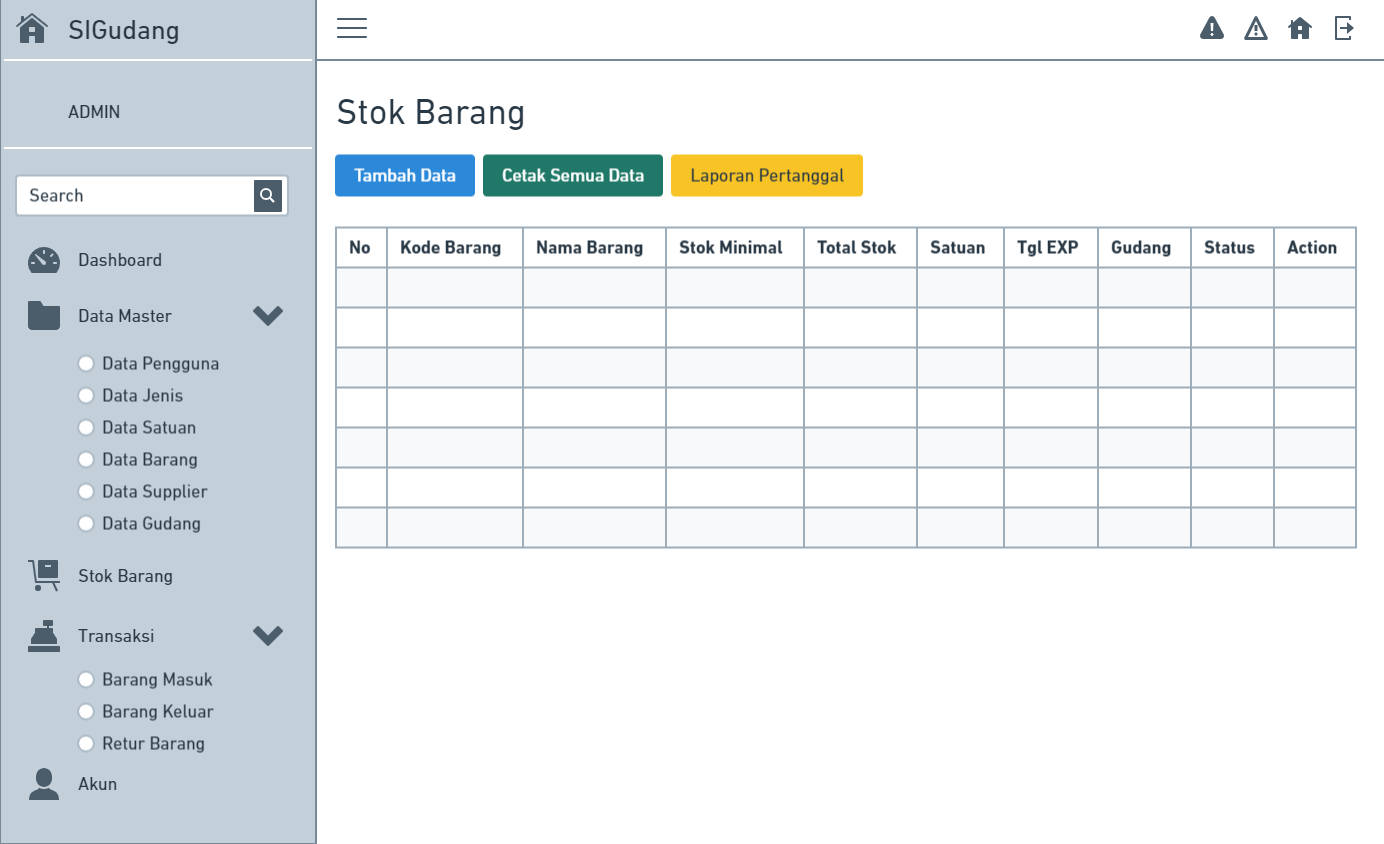 SIGudang
ADMIN
Search
Dashboard
Data Master
Data Pengguna
Data Jenis
Data Satuan
Data Barang
Data Supplier
Data Gudang
Stok Barang
Transaksi
Barang Masuk
Barang Keluar
Retur Barang
Akun
Stok Barang
Tambah Data Cetak Semua Data Laporan Pertanggal
No Kode Barang Nama Barang Stok Minimal Total Stok Satuan Tgl EXP Gudang Status Action